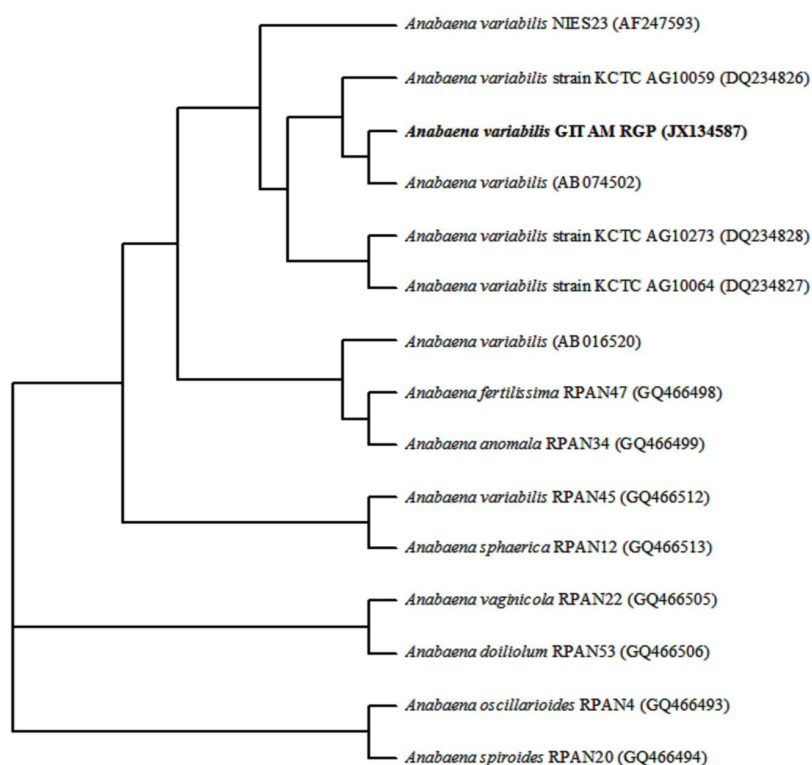 Anabaena variabilis NIES23 (AF247593)
Anabaena variabilis strain KCTC AG10059 (DQ234826)
Anabaena variabilis GITAM RGP (JX134587)
Anabaena variabilis (AB074502)
Anabaena variabilis strain KCTC AG10273 (DQ234828)
Anabaena variabilis strain KCTC AG10064 (DQ234827)
Anabaena variabilis (AB016520)
Anabaena fertilissima RPAN47 (GQ466498)
Anabaena anomala RPAN34 (GQ466499)
Anabaena variabilis RPAN45 (GQ466512)
Anabaena sphaerica RPAN12 (GQ466513)
Anabaena vaginicola RPAN22 (GQ466505)
Anabaena doiliolum RPAN53 (GQ466506)
Anabaena oscillarioides RPAN4 (GQ466493)
Anabaena spiroides RPAN20 (GQ466494)